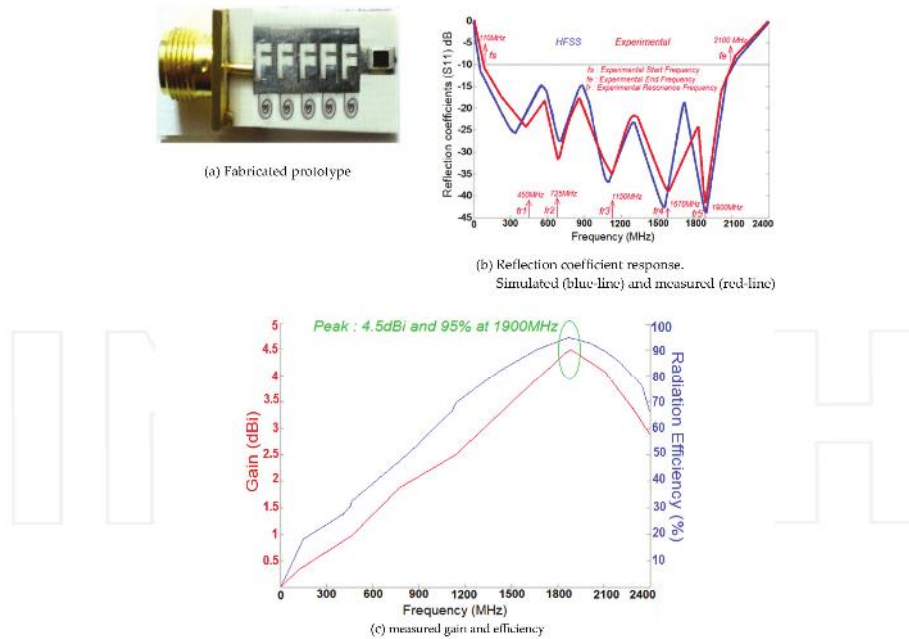 F F F F F
(a) Fabricated prototype
Reflection coefficients (S11) dB
0
-5
-10
-15
-20
-25
-30
-35
-40
-45
110MHz
fs
HFSS
Experimental
2100 MHz
fe
fs : Experimental Start Frequency
fe : Experimental End Frequency
fr : Experimental Resonance Frequency
450MHz
fr1
725MHz
fr2
1150MHz
fr3
fr4
1670MHz
fr5
1900MHz
0 300 600 900 1200 1500 1800 2100 2400
Frequency (MHz)
(b) Reflection coefficient response.
Simulated (blue-line) and measured (red-line)
Peak : 4.5dBi and 95% at 1900MHz
Gain (dBi)
5
4.5
4
3.5
3
2.5
2
1.5
1
0.5
Radiation Efficiency (%)
100
90
80
70
60
50
40
30
20
10
0 300 600 900 1200 1500 1800 2100 2400
Frequency (MHz)
(c) measured gain and efficiency